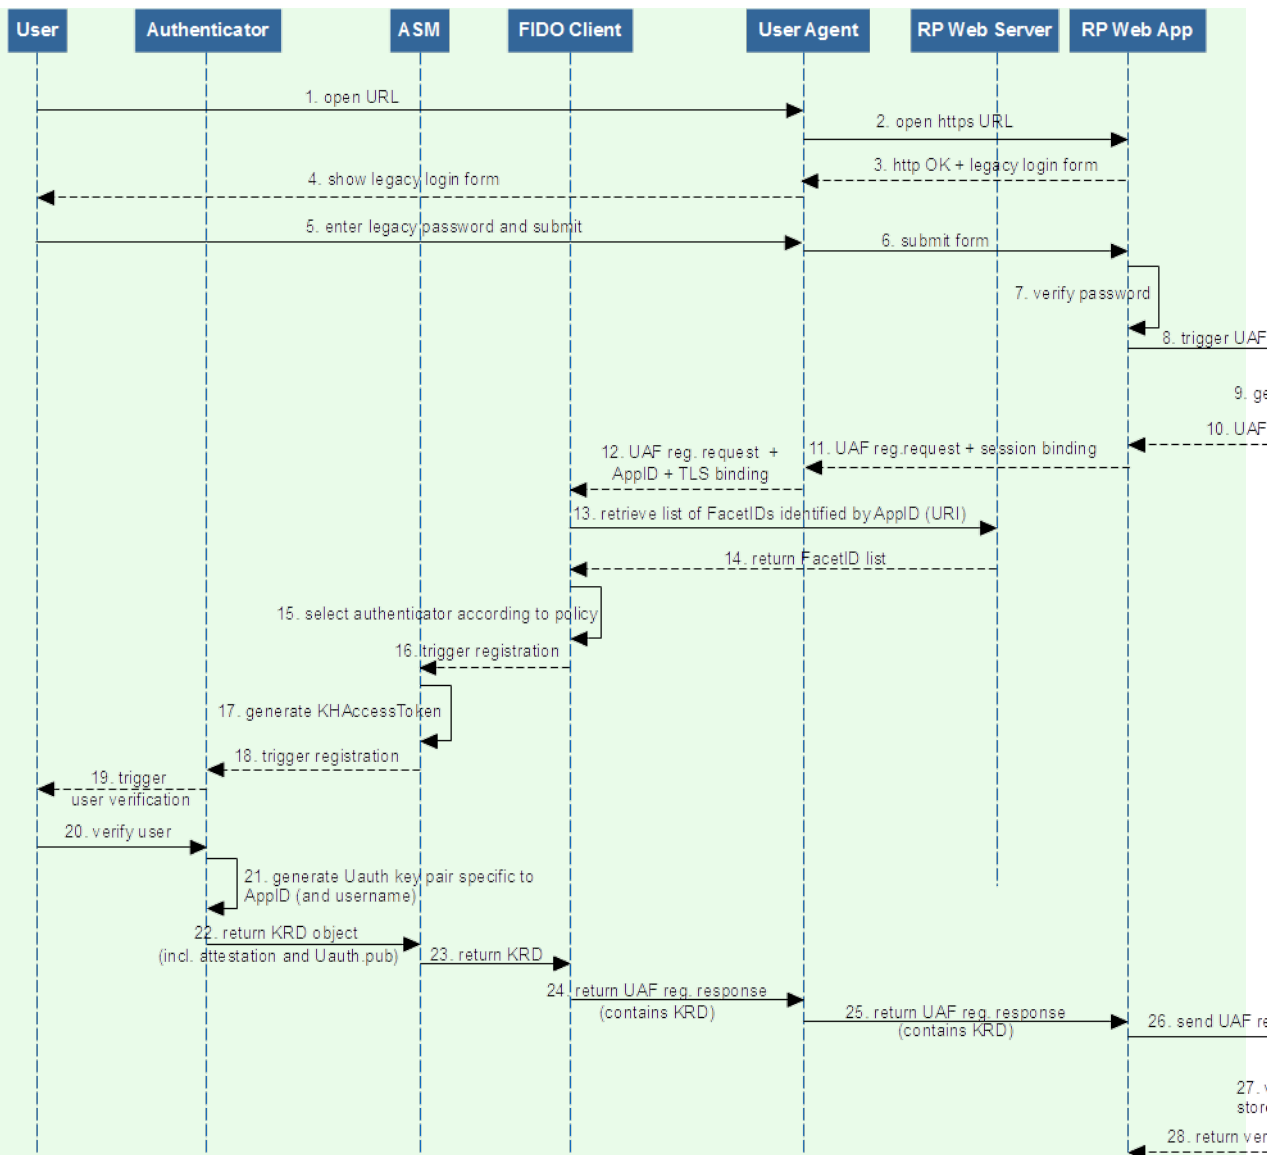 User
Authenticator
ASM
FIDO Client
User Agent
RP Web Server
RP Web App
1. open URL
2. open https URL
3. http OK + legacy login form
4. show legacy login form
5. enter legacy password and submit
6. submit form
7. verify password
8. trigger UAF
9. ge
10. UAF
11. UAF reg.request + session binding
12. UAF reg. request +
AppID + TLS binding
13. retrieve list of FacetIDs identified by AppID (URI)
14. return FacetID list
15. select authenticator according to policy
16. trigger registration
17. generate KHAccessToken
18. trigger registration
19. trigger
user verification
20. verify user
21. generate Uauth key pair specific to
AppID (and username)
22. return KRD object
(incl. attestation and Uauth.pub)
23. return KRD
24. return UAF reg. response
(contains KRD)
25. return UAF reg. response
(contains KRD)
26. send UAF re
27. v
store
28. return ver